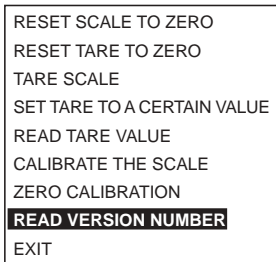 RESET SCALE TO ZERO
RESET TARE TO ZERO
TARE SCALE
SET TARE TO A CERTAIN VALUE
READ TARE VALUE
CALIBRATE THE SCALE
ZERO CALIBRATION
READ VERSION NUMBER
EXIT